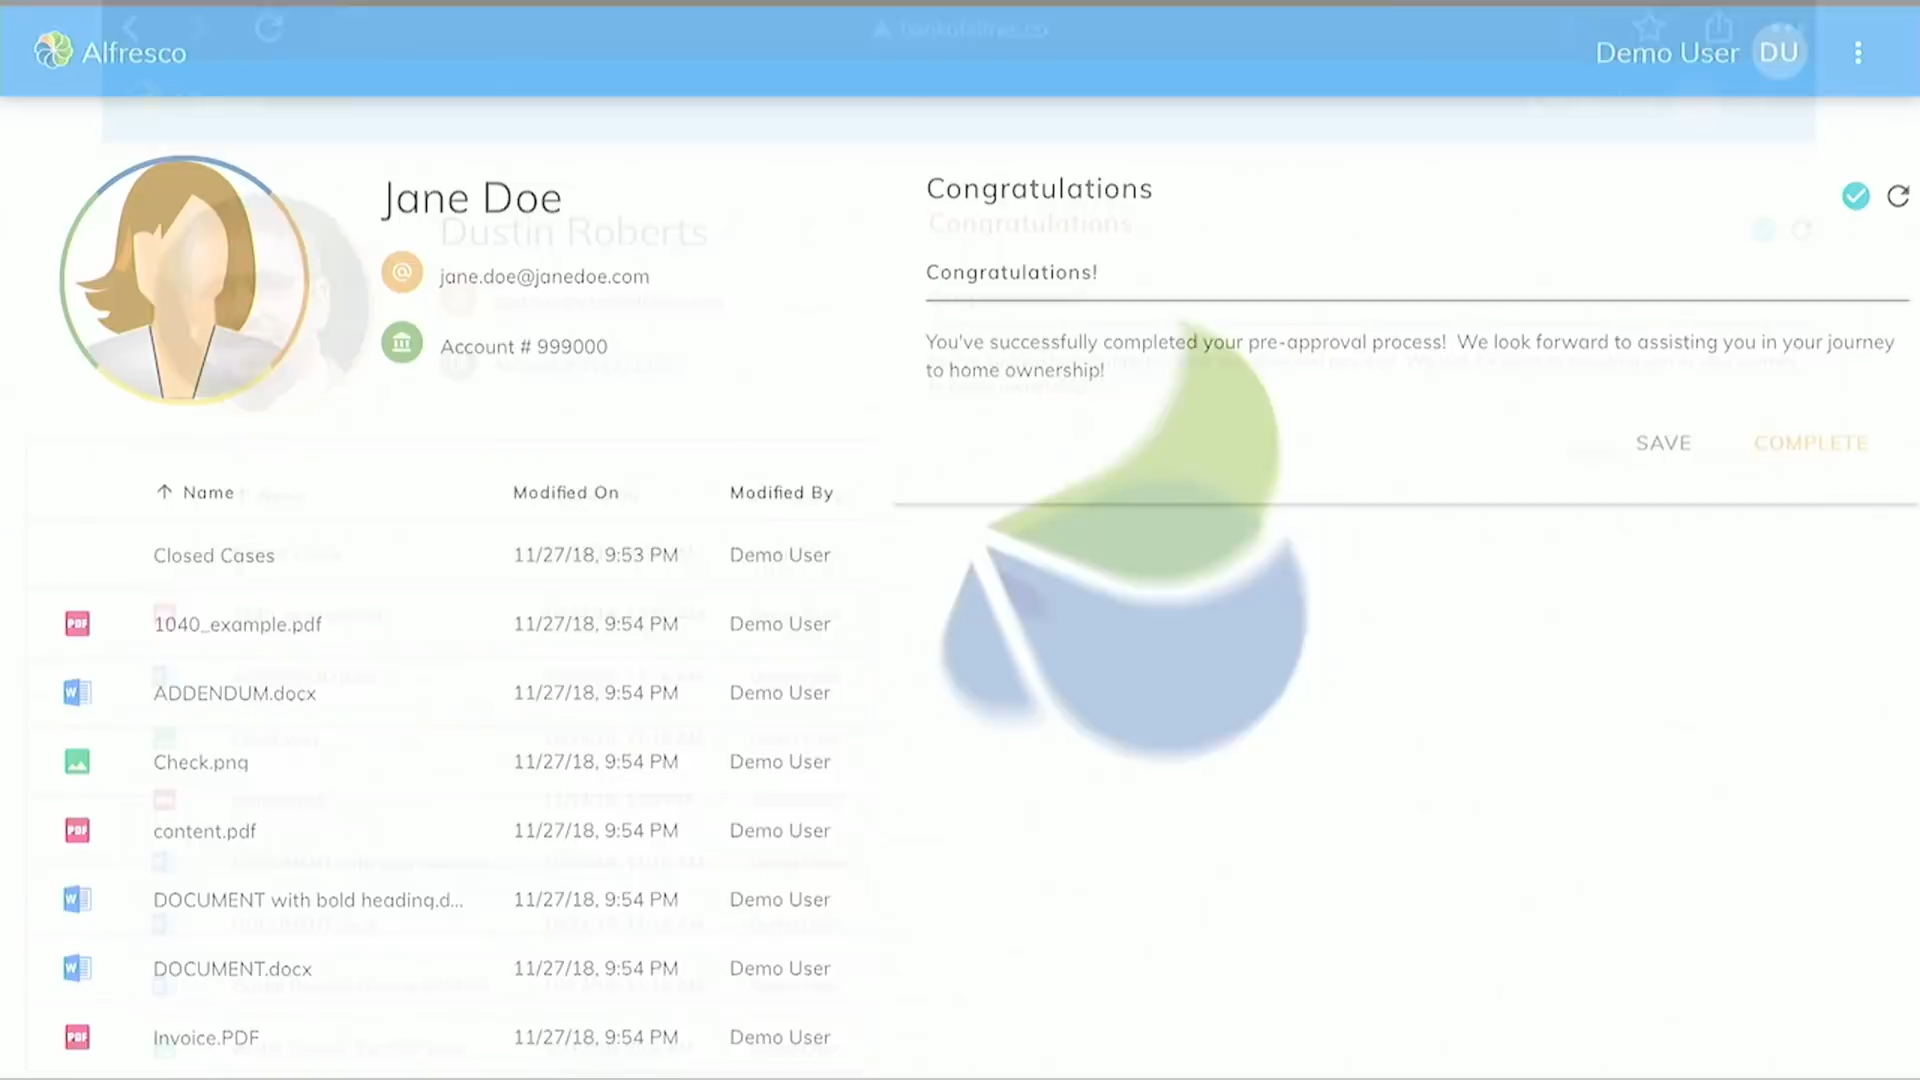 Alfresco
Demo User DU
Jane Doe
Dustin Roberts
@ jane.doe@janedoe.com
Account # 999000
Congratulations
Congratulations
Congratulations!
You've successfully completed your pre-approval process! We look forward to assisting you in your journey
to home ownership!
SAVE COMPLETE
Name Modified On Modified By
Closed Cases 11/27/18, 9:53 PM Demo User
PDF 1040_example.pdf 11/27/18, 9:54 PM Demo User
W ADDENDUM.docx 11/27/18, 9:54 PM Demo User
Check.png 11/27/18, 9:54 PM Demo User
PDF content.pdf 11/27/18, 9:54 PM Demo User
W DOCUMENT with bold heading.d... 11/27/18, 9:54 PM Demo User
W DOCUMENT.docx 11/27/18, 9:54 PM Demo User
PDF Invoice.PDF 11/27/18, 9:54 PM Demo User